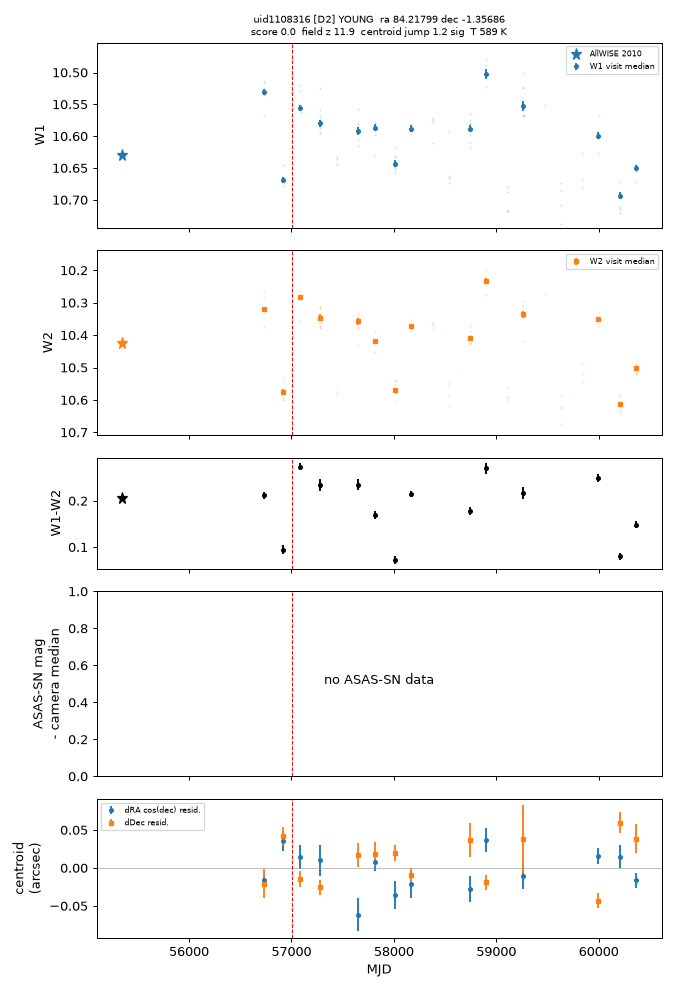 uid1108316 [D2] YOUNG ra 84.21799 dec -1.35686
score 0.0 field z 11.9 centroid jump 1.2 sig T 589 K
AllWISE 2010
W1 visit median
W1
10.50
10.55
10.60
10.65
10.70
W2 visit median
W2
10.2
10.3
10.4
10.5
10.6
10.7
W1-W2
0.2
0.1
ASAS-SN mag
- camera median
1.0
0.8
0.6
0.4
0.2
0.0
no ASAS-SN data
dRA cos(dec) resid.
dDec resid.
centroid
(arcsec)
0.05
0.00
−0.05
56000 57000 58000 59000 60000
MJD